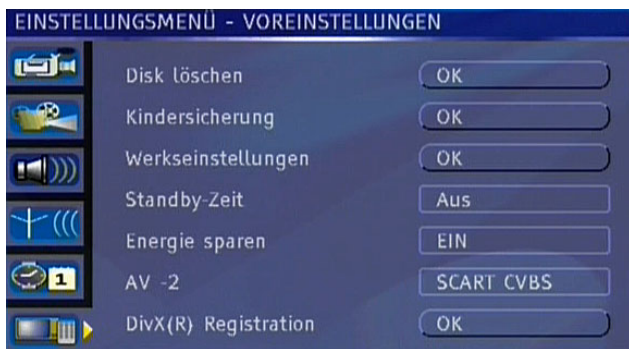 EINSTELLUNGSMENÜ - VOREINSTELLUNGEN
Disk löschen OK
Kindersicherung OK
Werkseinstellungen OK
Standby-Zeit Aus
Energie sparen EIN
AV -2 SCART CVBS
DivX(R) Registration OK
1